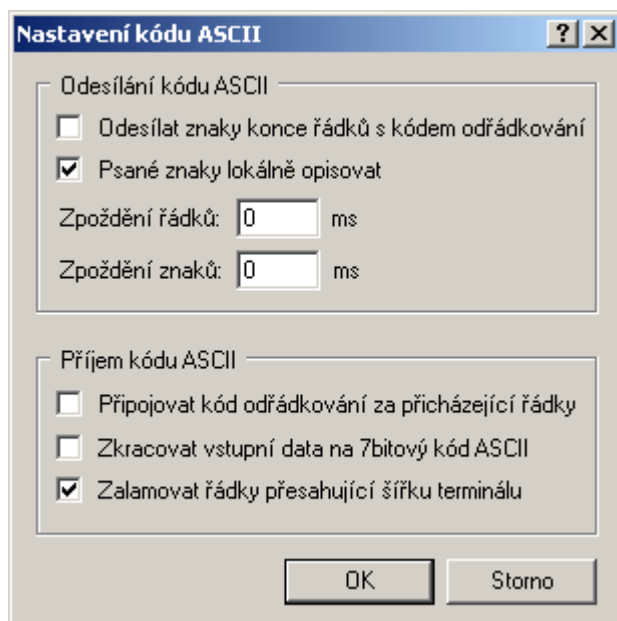 Nastavení kódu ASCII
Odesílání kódu ASCII
Odesílat znaky konce řádků s kódem odřádkování
Psané znaky lokálně opisovat
Zpoždění řádků: 0 ms
Zpoždění znaků: 0 ms
Příjem kódu ASCII
Připojovat kód odřádkování za přicházející řádky
Zkracovat vstupní data na 7bitový kód ASCII
Zalamovat řádky přesahující šířku terminálu
OK Storno